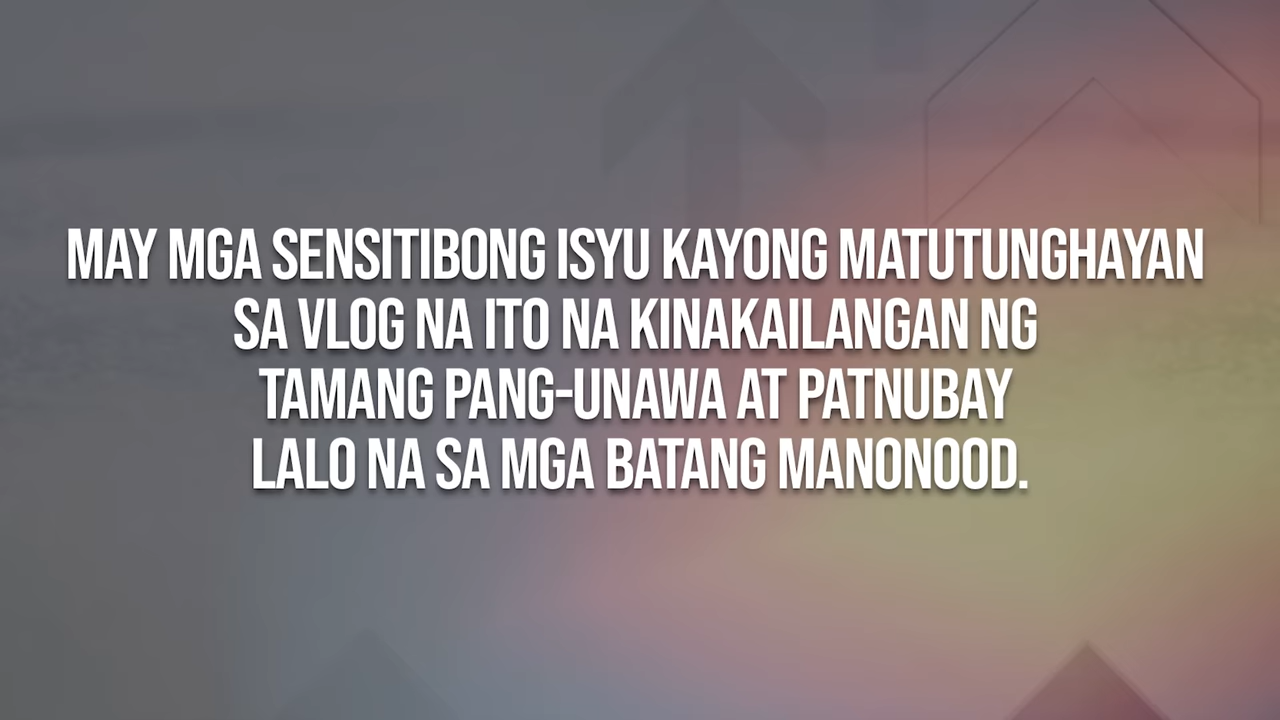 MAY MGA SENSITIBONG ISYU KAYONG MATUTUNGHAYAN
SA VLOG NA ITO NA KINAKAILANGAN NG
TAMANG PANG-UNAWA AT PATNUBAY
LALO NA SA MGA BATANG MANONOOD.